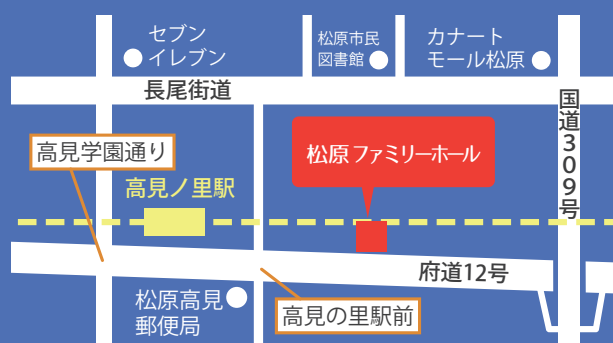 セブン
イレブン
松原市民
図書館
カナート
モール松原
長尾街道
国道309号
高見学園通り
松原ファミリーホール
高見ノ里駅
府道12号
松原高見
郵便局
高見の里駅前